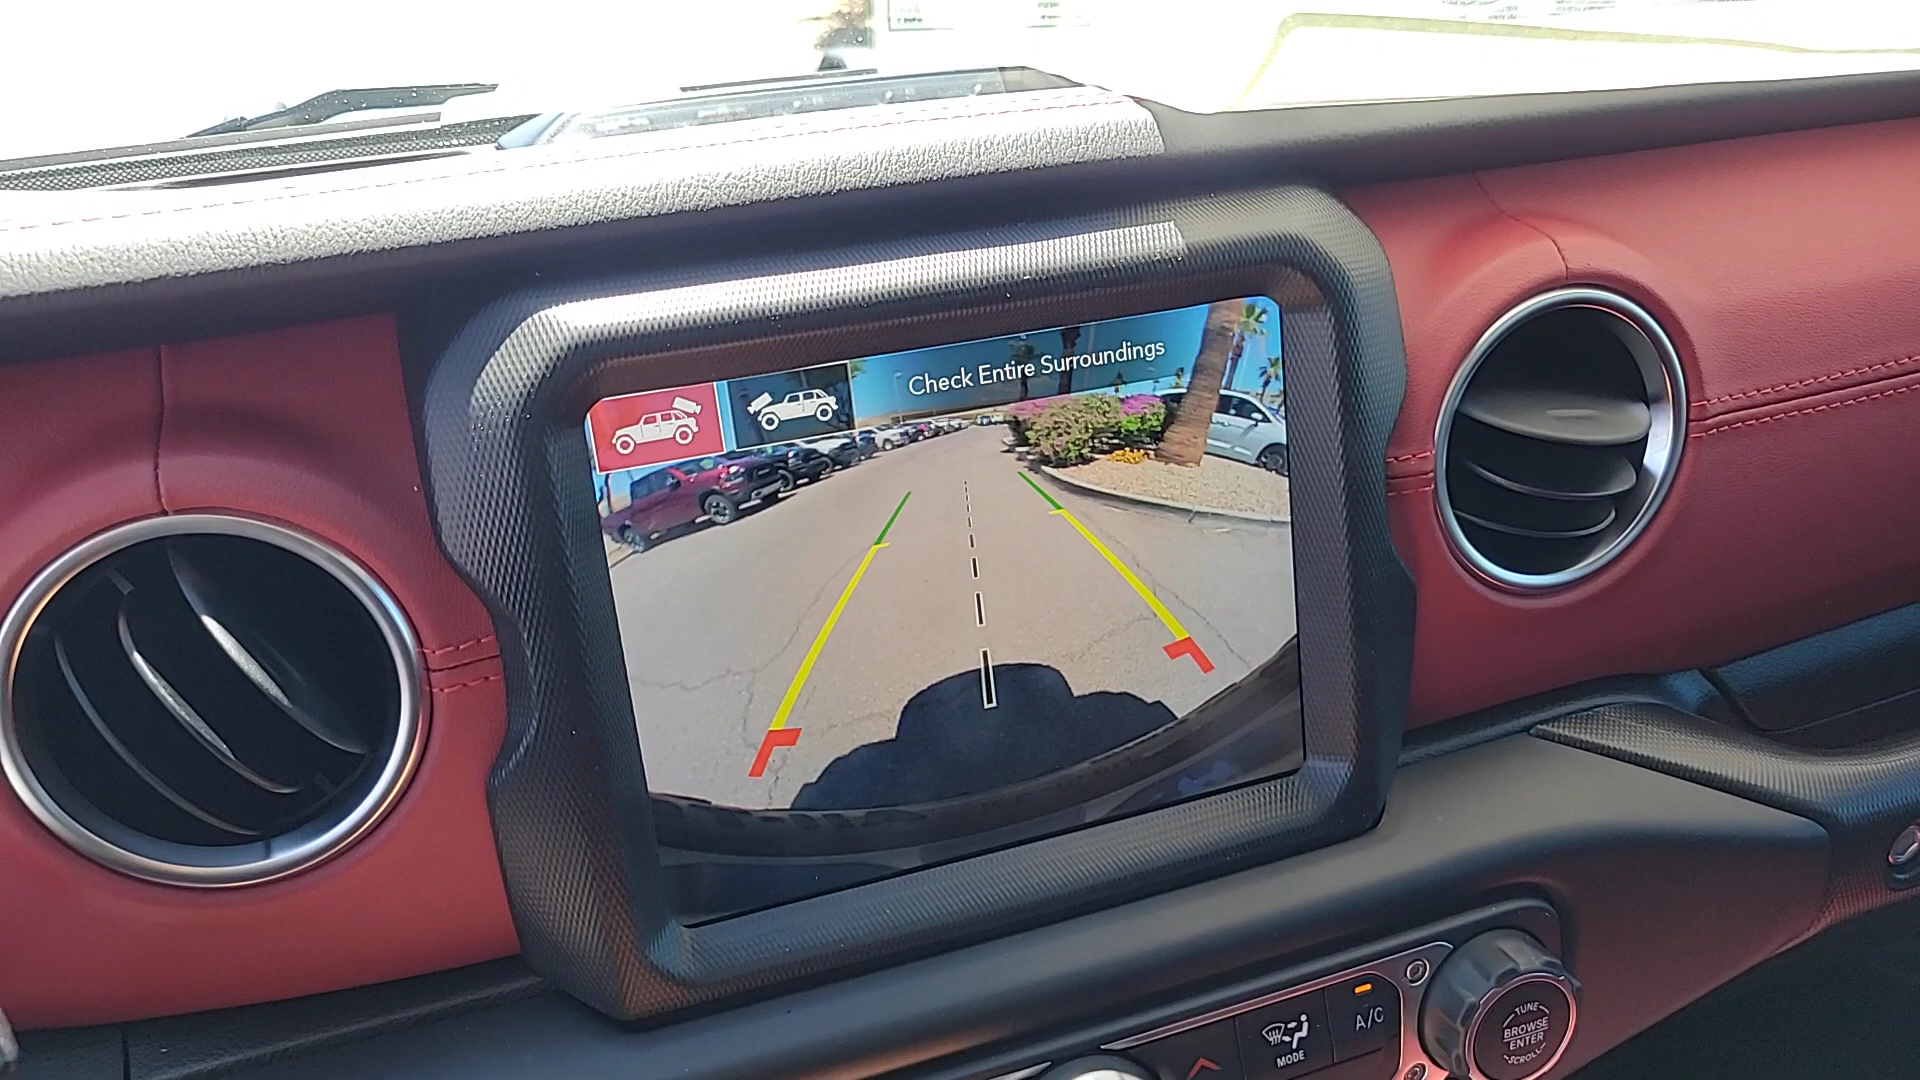 Check Entire Surroundings
MODE
A/C
TUNE
BROWSE
ENTER
SCROLL